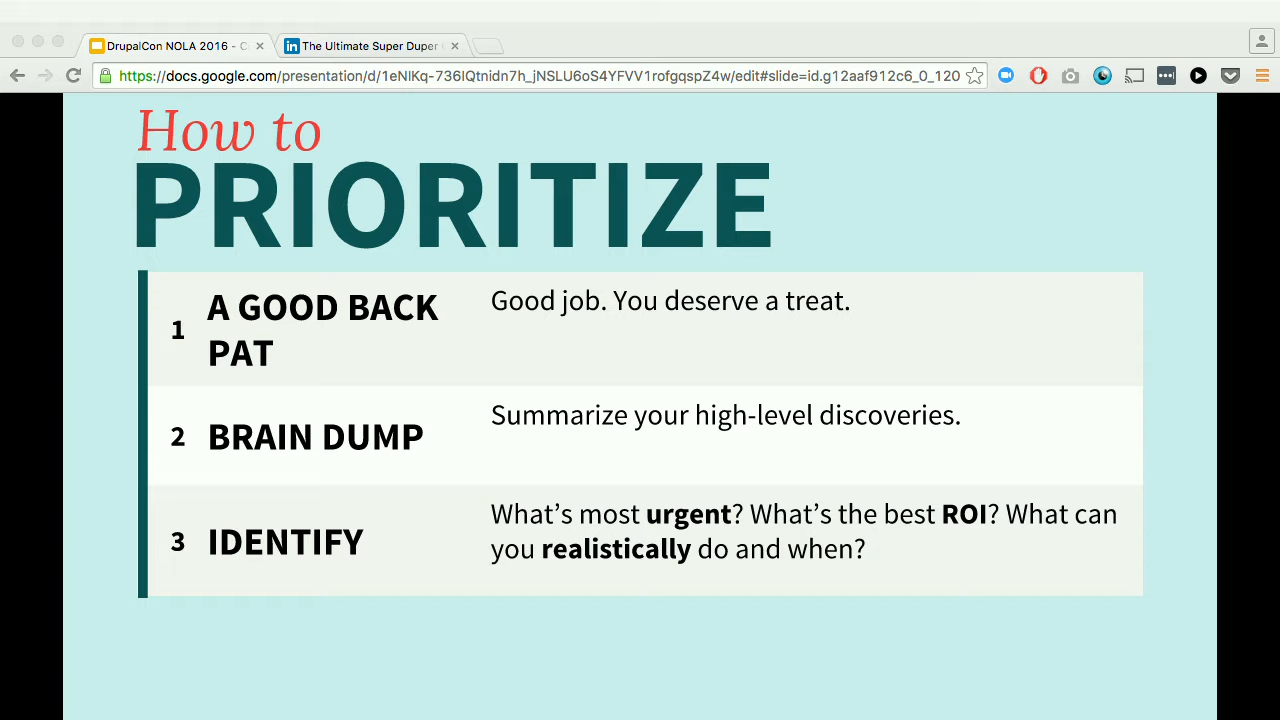 DrupalCon NOLA 2016 - C
The Ultimate Super Duper
https://docs.google.com/presentation/d/1eNlKq-736IQtnidn7h_jNSLU6oS4YFVV1rofgqspZ4w/edit#slide=id.g12aaf912c6_0_120
How to
PRIORITIZE
1
A GOOD BACK
PAT
Good job. You deserve a treat.
2
BRAIN DUMP
Summarize your high-level discoveries.
3
IDENTIFY
What’s most urgent? What’s the best ROI? What can
you realistically do and when?